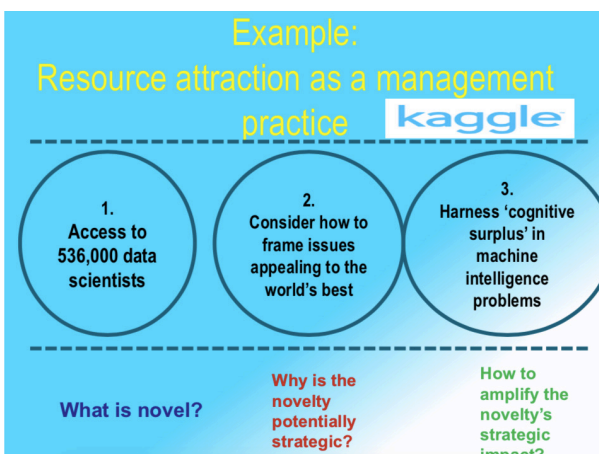 Example:
Resource attraction as a management
practice
kaggle
1.
Access to
536,000 data
scientists
2.
Consider how to
frame issues
appealing to the
world's best
3.
Harness ‘cognitive
surplus’ in
machine
intelligence
problems
What is novel?
Why is the
novelty
potentially
strategic?
How to
amplify the
novelty's
strategic
impact?